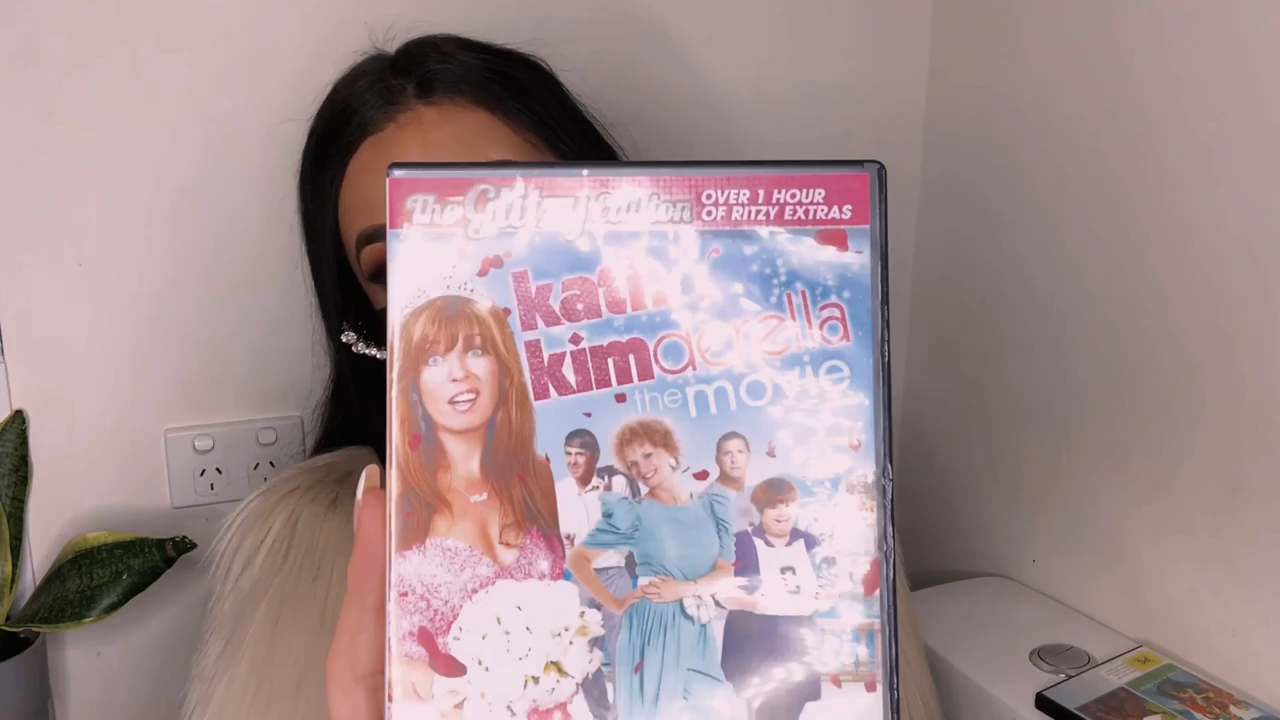 The Glitzy Edition
OVER 1 HOUR
OF RITZY EXTRAS
kath
kimderella
the movie
G